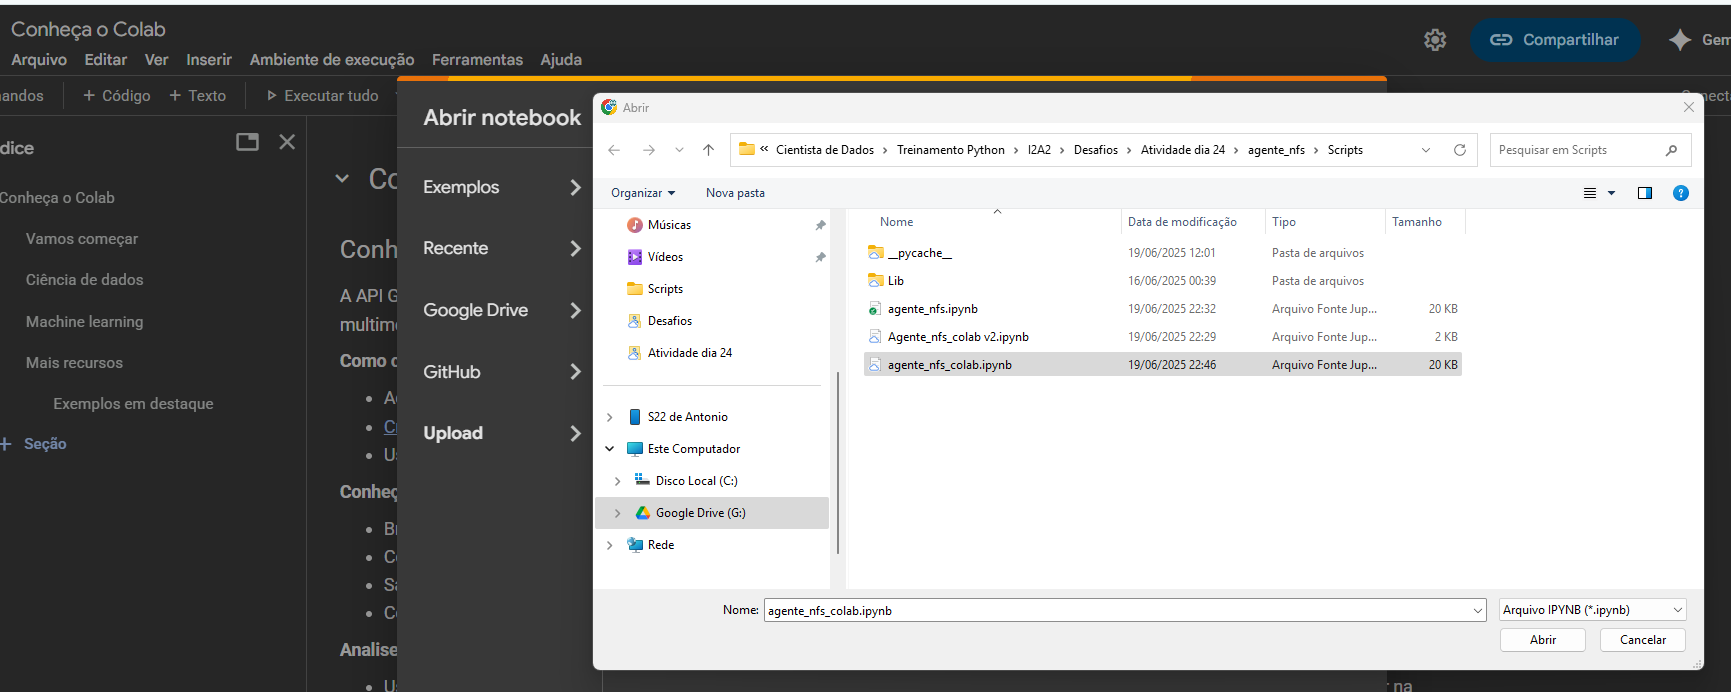 Conheça o Colab
Compartilhar
Arquivo Editar Ver Inserir Ambiente de execução Ferramentas Ajuda
+ Código + Texto Executar tudo
Conheça o Colab
Vamos começar
Ciência de dados
Machine learning
Mais recursos
Exemplos em destaque
+ Seção
A API
Como
Abrir notebook
Exemplos
Recente
Google Drive
GitHub
Upload
Abrir
« Cientista de Dados › Treinamento Python › I2A2 › Desafios › Atividade dia 24 › agente_nfs › Scripts
Pesquisar em Scripts
Organizar Nova pasta
Músicas
Vídeos
Scripts
Desafios
Atividade dia 24
S22 de Antonio
Este Computador
Disco Local (C:)
Google Drive (G:)
Rede
Nome Data de modificação Tipo Tamanho
__pycache__ 19/06/2025 12:01 Pasta de arquivos
Lib 16/06/2025 00:39 Pasta de arquivos
agente_nfs.ipynb 19/06/2025 22:32 Arquivo Fonte Jup... 20 KB
Agente_nfs_colab v2.ipynb 19/06/2025 22:29 Arquivo Fonte Jup... 2 KB
agente_nfs_colab.ipynb 19/06/2025 22:46 Arquivo Fonte Jup... 20 KB
Nome: agente_nfs_colab.ipynb Arquivo IPYNB (*.ipynb)
Abrir Cancelar
na